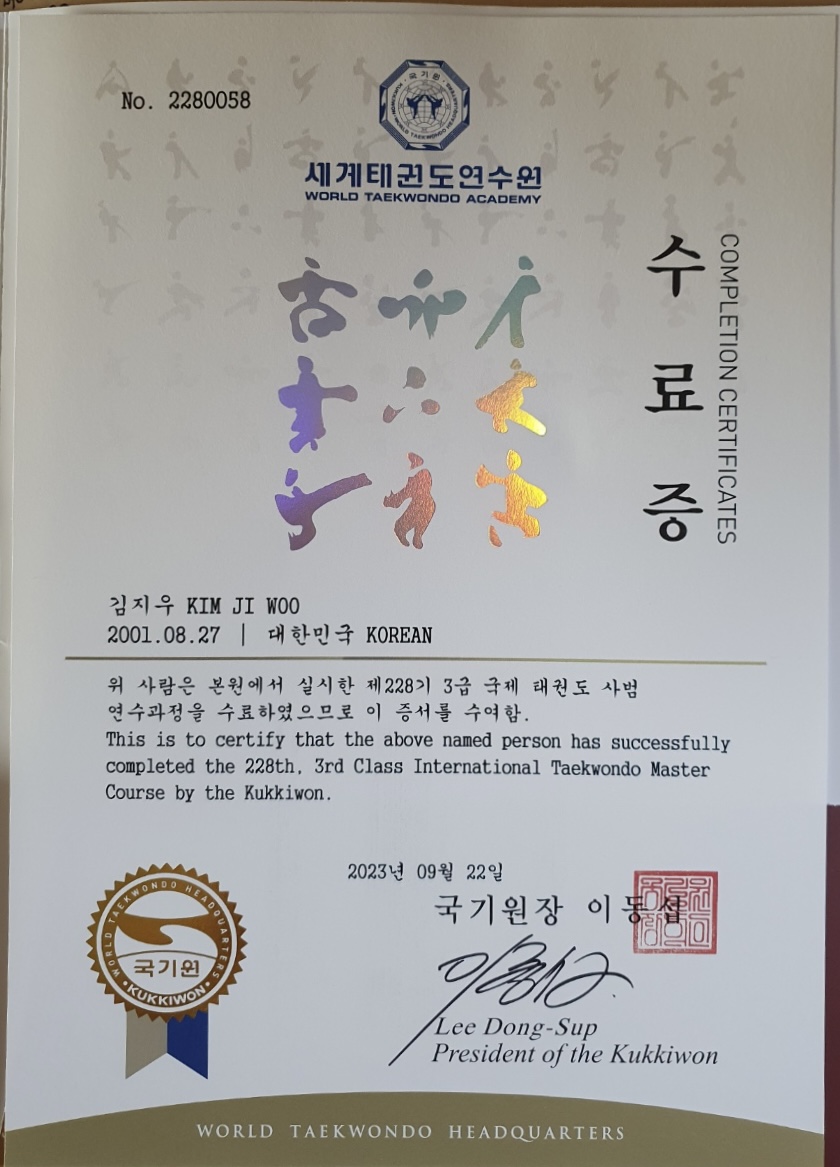 No. 2280058
국기원
KUKKIWON
WORLD TAEKWONDO HEADQUARTERS
세계태권도연수원
WORLD TAEKWONDO ACADEMY
수료증
COMPLETION CERTIFICATES
김지우 KIM JI WOO
2001.08.27 | 대한민국 KOREAN
위 사람은 본원에서 실시한 제228기 3급 국제 태권도 사범
연수과정을 수료하였으므로 이 증서를 수여함.
This is to certify that the above named person has successfully
completed the 228th, 3rd Class International Taekwondo Master
Course by the Kukkiwon.
2023년 09월 22일
국기원장 이동섭
Lee Dong-Sup
President of the Kukkiwon
WORLD TAEKWONDO HEADQUARTERS
국기원
KUKKIWON
WORLD TAEKWONDO HEADQUARTERS